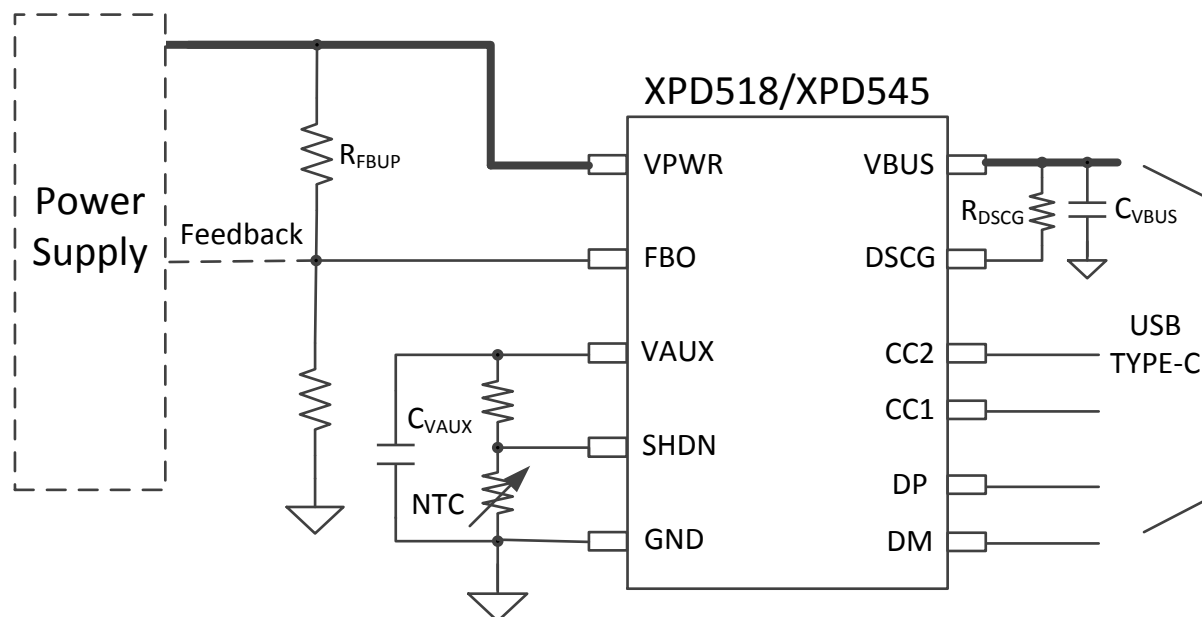 XPD518/XPD545
Power
Supply
Feedback
RFBUP
VPWR
FBO
VAUX
SHDN
GND
CVAUX
NTC
VBUS
DSCG
CC2
CC1
DP
DM
RDSCG
CVBUS
USB
TYPE-C